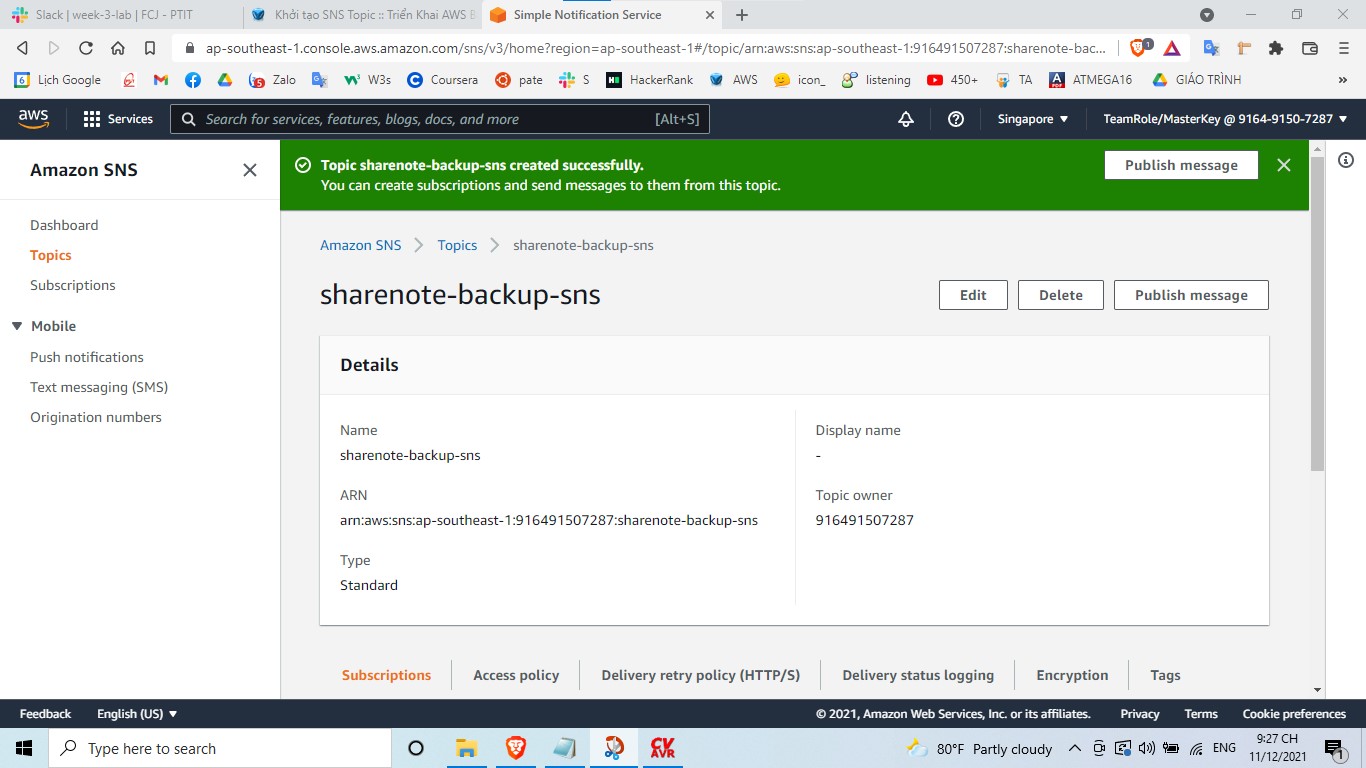 Slack | week-3-lab | FCJ - PTIT
Khởi tạo SNS Topic :: Triển Khai AWS B
Simple Notification Service
ap-southeast-1.console.aws.amazon.com/sns/v3/home?region=ap-southeast-1#/topic/arn:aws:sns:ap-southeast-1:916491507287:sharenote-bac...
1
6 Lịch Google
Zalo
W3s
Coursera
pate
S
HackerRank
AWS
icon_
listening
450+
TA
ATMEGA16
GIÁO TRÌNH
aws
Services
Search for services, features, blogs, docs, and more [Alt+S]
Singapore
TeamRole/MasterKey @ 9164-9150-7287
Amazon SNS
Dashboard
Topics
Subscriptions
Mobile
Push notifications
Text messaging (SMS)
Origination numbers
Topic sharenote-backup-sns created successfully.
You can create subscriptions and send messages to them from this topic.
Publish message
Amazon SNS
Topics
sharenote-backup-sns
sharenote-backup-sns
Edit
Delete
Publish message
Details
Name
sharenote-backup-sns
ARN
arn:aws:sns:ap-southeast-1:916491507287:sharenote-backup-sns
Type
Standard
Display name
-
Topic owner
916491507287
Subscriptions
Access policy
Delivery retry policy (HTTP/S)
Delivery status logging
Encryption
Tags
Feedback
English (US)
© 2021, Amazon Web Services, Inc. or its affiliates.
Privacy
Terms
Cookie preferences
Type here to search
CV
AVR
80°F Partly cloudy
ENG
9:27 CH
11/12/2021
1